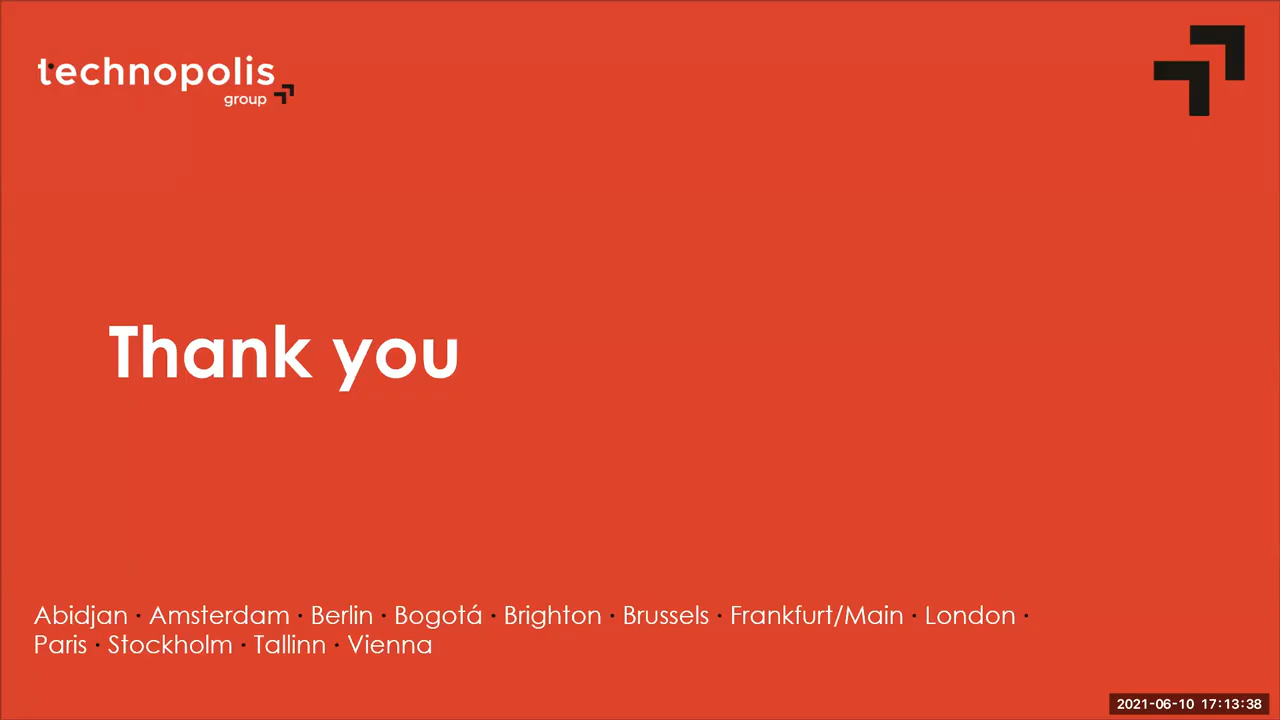 technopolis
group
Thank you
Abidjan · Amsterdam · Berlin · Bogotá · Brighton · Brussels · Frankfurt/Main · London ·
Paris · Stockholm · Tallinn · Vienna
2021-06-10 17:13:38